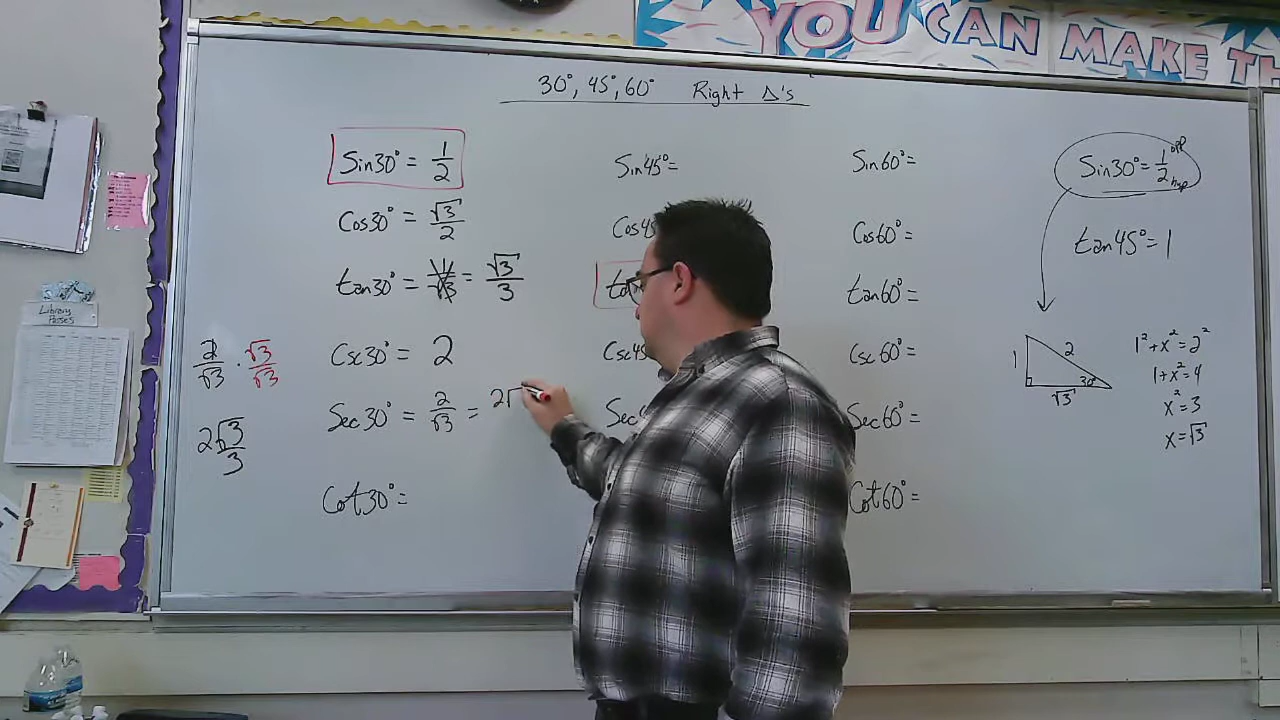 YOU CAN MAKE TH
30°, 45°, 60° Right Δ's
Sin30° = 1/2
Cos30° = √3/2
tan30° = 1/√3 = √3/3
Csc30° = 2
Sec30° = 2/√3 = 2√
Cot30° =
2/√3 · √3/√3
2√3/3
Sin45° =
Cos45
Csc45
Sec
Sin60° =
Cos60° =
tan60° =
Csc60° =
Sec60° =
Cot60° =
Sin30° = 1/2 opp hyp
tan45° = 1
1 2 √3 30°
1² + x² = 2²
1 + x² = 4
x² = 3
x = √3
Library
Passes